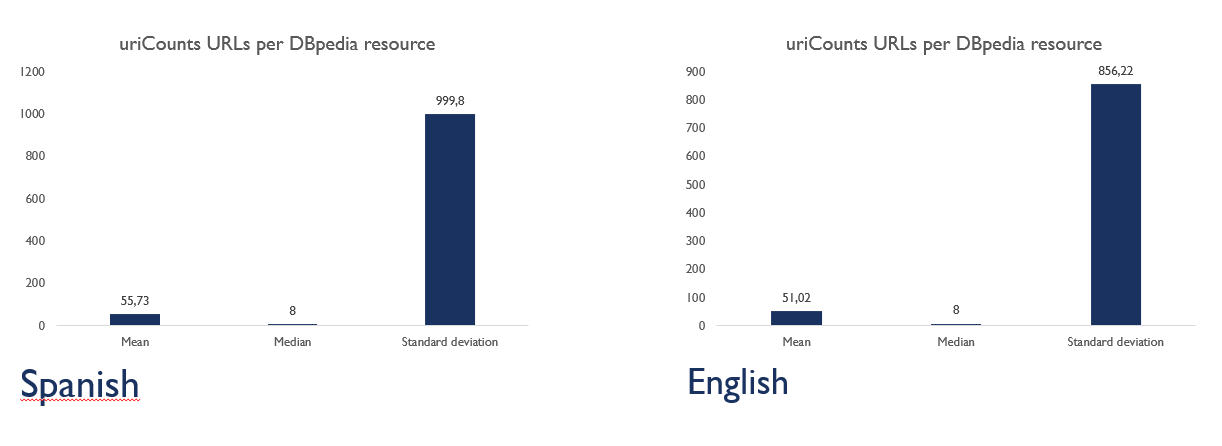 uriCounts URLs per DBpedia resource
1200
1000
800
600
400
200
0
999,8
55,73
8
Mean
Median
Standard deviation
Spanish
uriCounts URLs per DBpedia resource
900
800
700
600
500
400
300
200
100
0
856,22
51,02
8
Mean
Median
Standard deviation
English